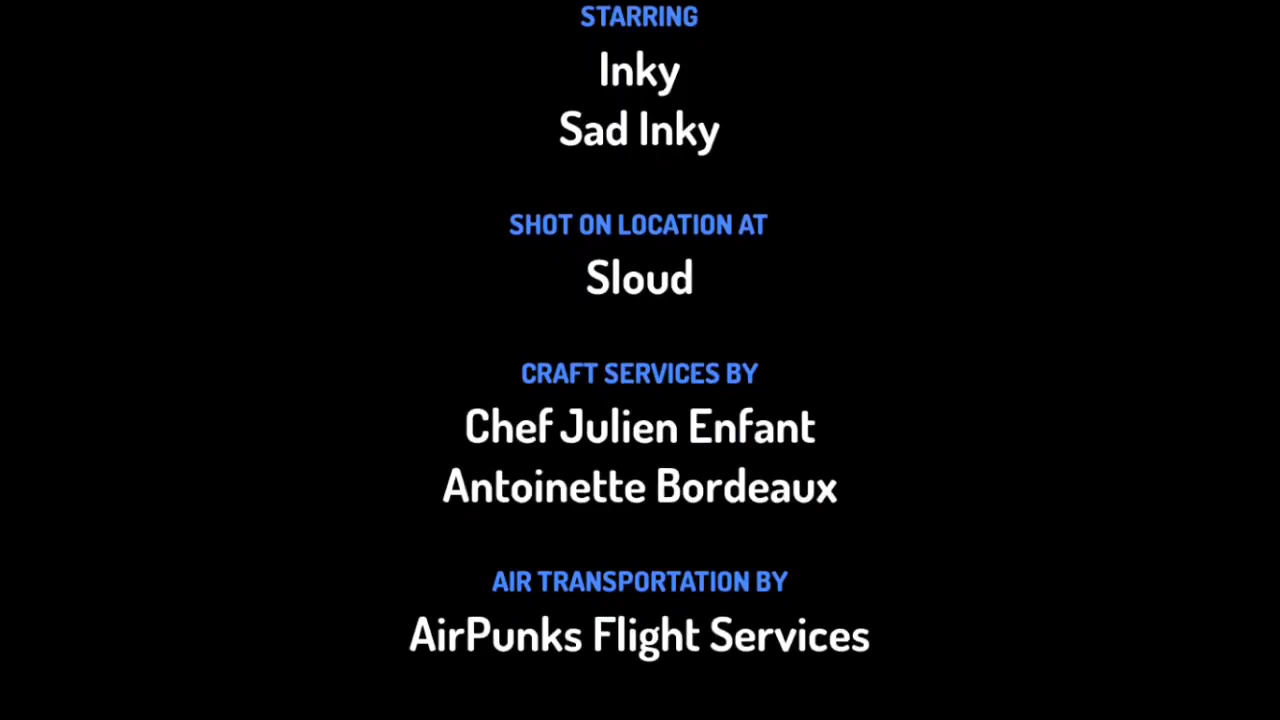 STARRING
Inky
Sad Inky
SHOT ON LOCATION AT
Sloud
CRAFT SERVICES BY
Chef Julien Enfant
Antoinette Bordeaux
AIR TRANSPORTATION BY
AirPunks Flight Services